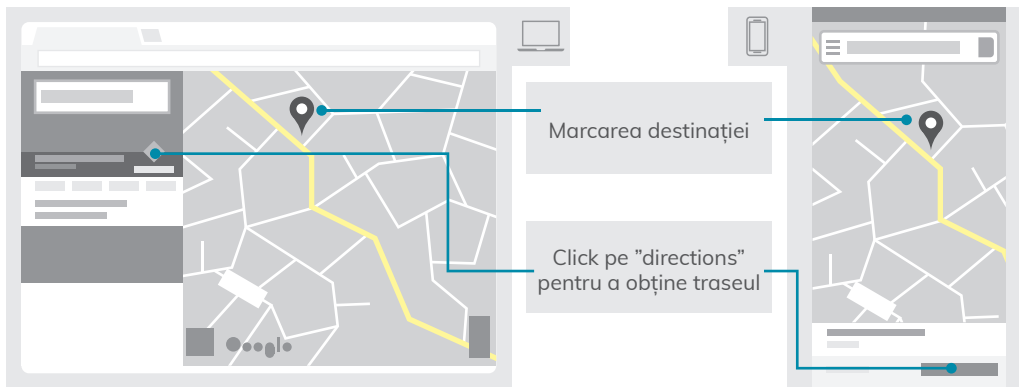 Marcarea destinației
Click pe ”directions”
pentru a obține traseul
Google